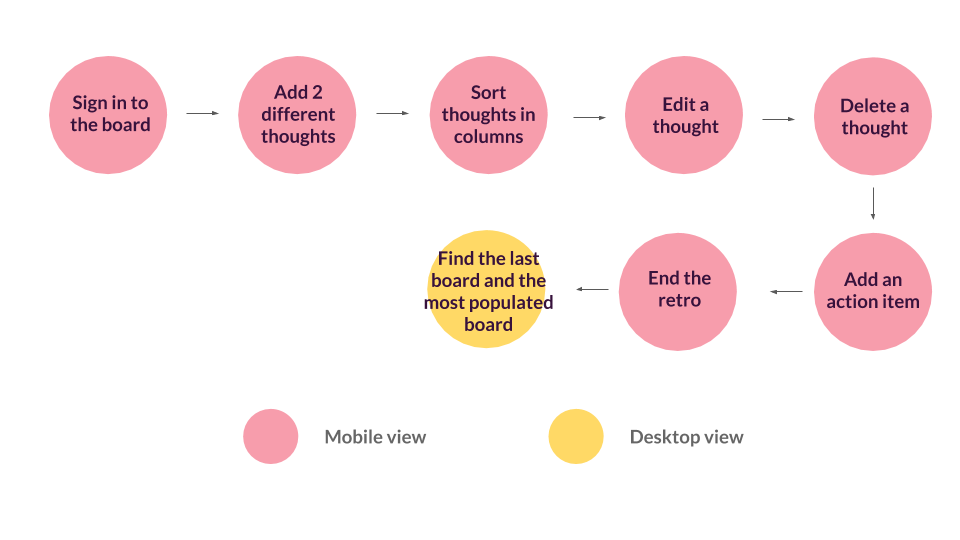 Sign in to
the board
Add 2
different
thoughts
Sort
thoughts in
columns
Edit a
thought
Delete a
thought
Add an
action item
End the
retro
Find the last
board and the
most populated
board
Mobile view
Desktop view